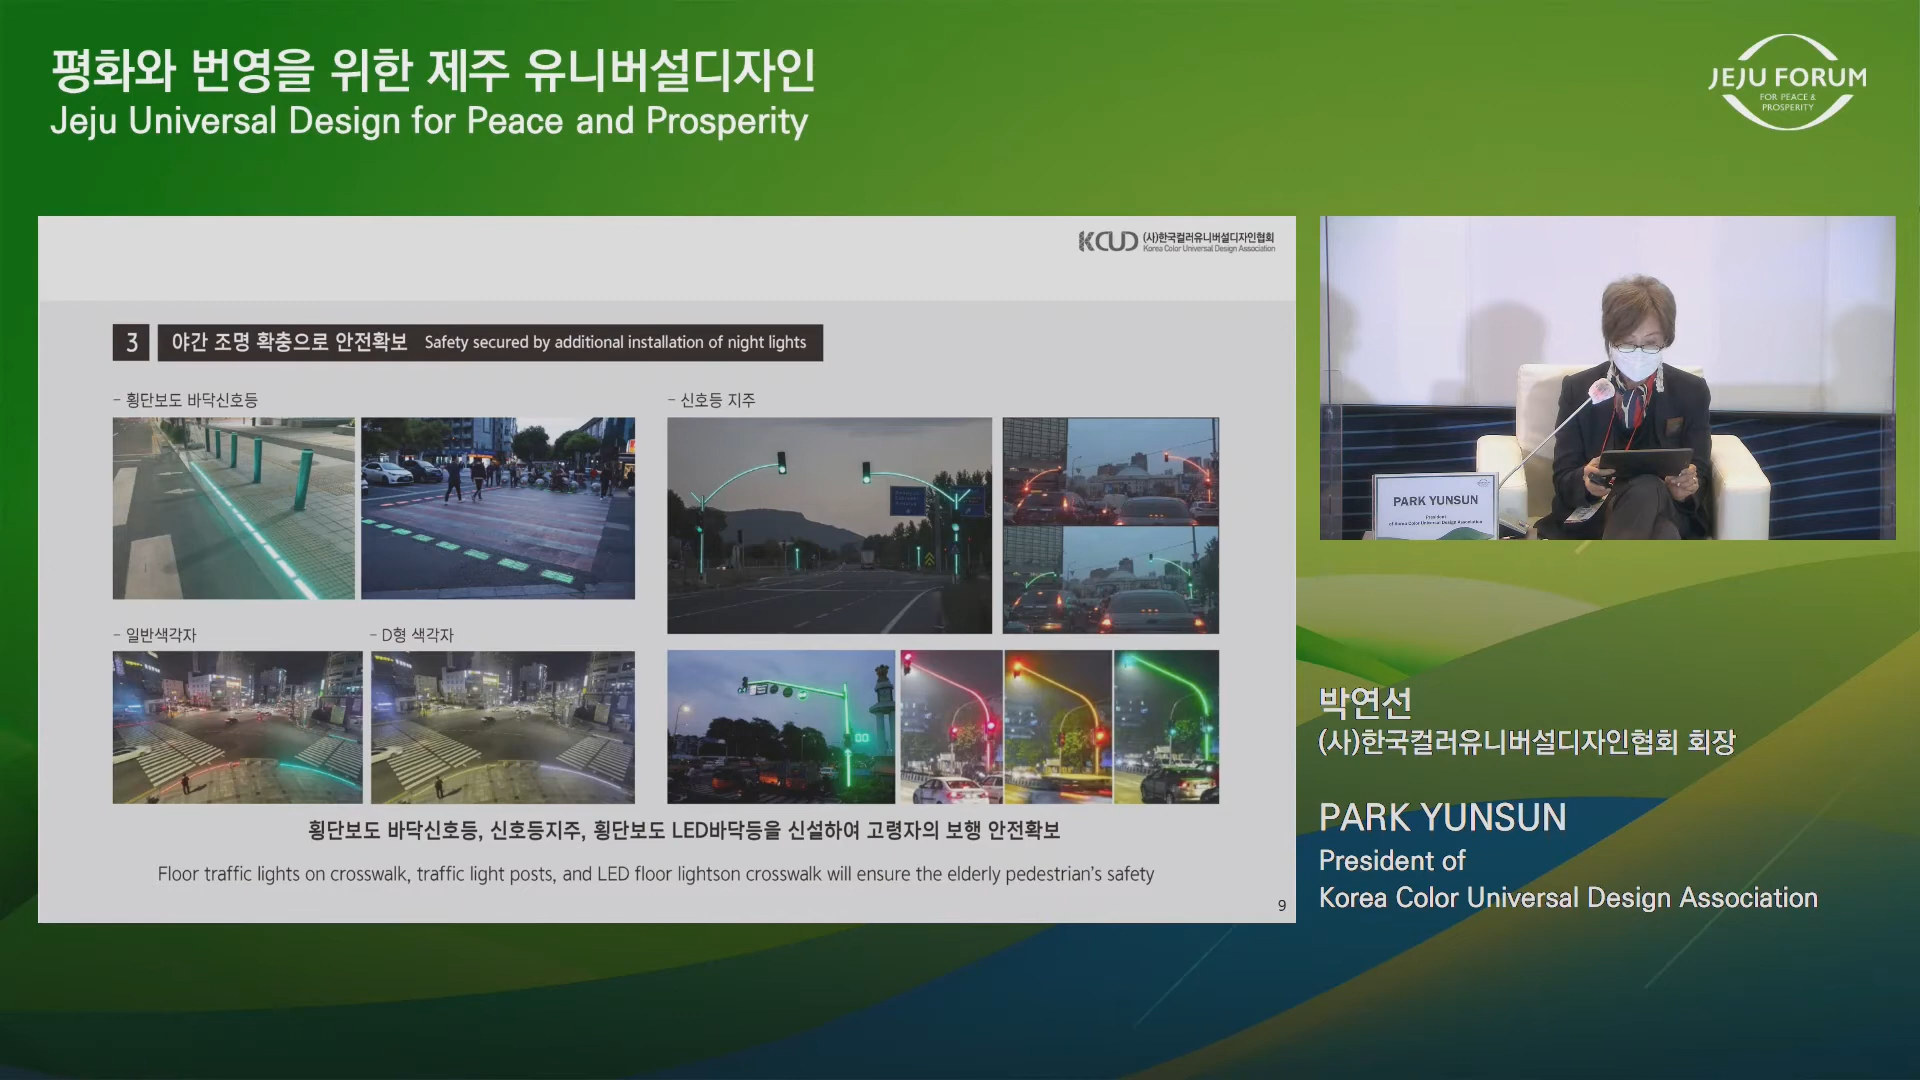 평화와 번영을 위한 제주 유니버설디자인
Jeju Universal Design for Peace and Prosperity
JEJU FORUM
FOR PEACE &
PROSPERITY
KCUD (사)한국컬러유니버설디자인협회
Korea Color Universal Design Association
3 야간 조명 확충으로 안전확보 Safety secured by additional installation of night lights
- 횡단보도 바닥신호등
- 신호등 지주
- 일반색각자
- D형 색각자
횡단보도 바닥신호등, 신호등지주, 횡단보도 LED바닥등을 신설하여 고령자의 보행 안전확보
Floor traffic lights on crosswalk, traffic light posts, and LED floor lightson crosswalk will ensure the elderly pedestrian's safety
9
PARK YUNSUN
President
of Korea Color Universal Design Association
박연선
(사)한국컬러유니버설디자인협회 회장
PARK YUNSUN
President of
Korea Color Universal Design Association